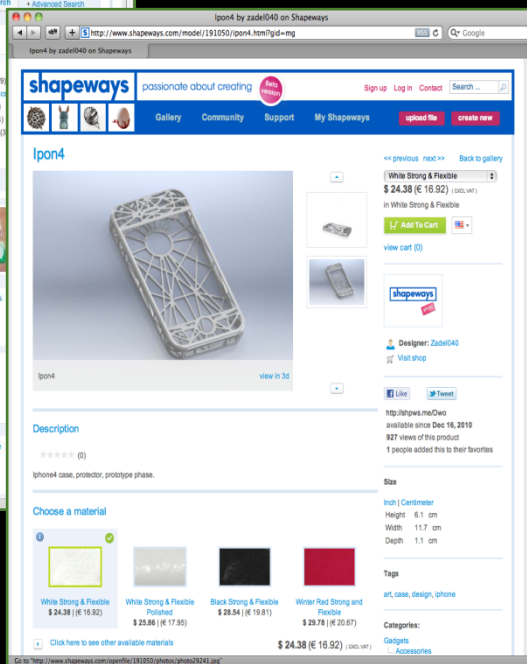 + Advanced Search
Ipon4 by zadel040 on Shapeways
http://www.shapeways.com/model/191050/ipon4.html?gid=mg
RSS
Google
Ipon4 by zadel040 on Shapeways
shapeways
passionate about creating
Beta version
Sign up Log in Contact Search ...
Gallery Community Support My Shapeways upload file create new
Ipon4
<< previous next >> Back to gallery
White Strong & Flexible
$ 24.38 (€ 16.92) (EXCL VAT)
in White Strong & Flexible
Add To Cart
view cart (0)
shapeways
Designer: Zadel040
Visit shop
Ipon4
view in 3d
Like
Tweet
http://shpws.me/Dwo
available since Dec 16, 2010
927 views of this product
1 people added this to their favorites
Description
(0)
Iphone4 case, protector, prototype phase.
Size
Inch | Centimeter
Height 6.1 cm
Width 11.7 cm
Depth 1.1 cm
Choose a material
White Strong & Flexible
$ 24.38 | (€ 16.92)
White Strong & Flexible Polished
$ 25.86 | (€ 17.95)
Black Strong & Flexible
$ 28.54 | (€ 19.81)
Winter Red Strong and Flexible
$ 29.78 | (€ 20.67)
Tags
art, case, design, iphone
Categories:
Gadgets
Accessories
Click here to see other available materials
$ 24.38 (€ 16.92) (EXCL VAT)
Go to "http://www.shapeways.com/openfile/191050/photos/photo29241.jpg"